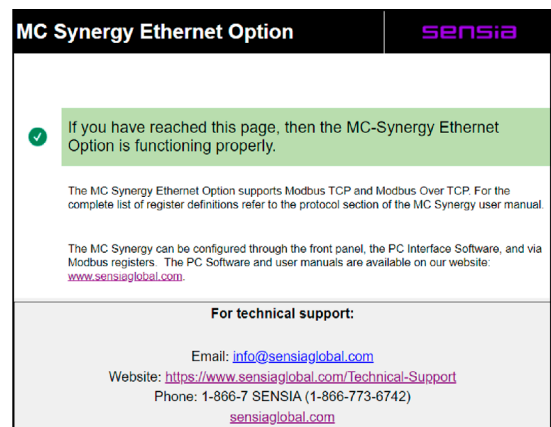 MC Synergy Ethernet Option
sensia
If you have reached this page, then the MC-Synergy Ethernet
Option is functioning properly.
The MC Synergy Ethernet Option supports Modbus TCP and Modbus Over TCP. For the
complete list of register definitions refer to the protocol section of the MC Synergy user manual.
The MC Synergy can be configured through the front panel, the PC Interface Software, and via
Modbus registers. The PC Software and user manuals are available on our website:
www.sensiaglobal.com.
For technical support:
Email: info@sensiaglobal.com
Website: https://www.sensiaglobal.com/Technical-Support
Phone: 1-866-7 SENSIA (1-866-773-6742)
sensiaglobal.com